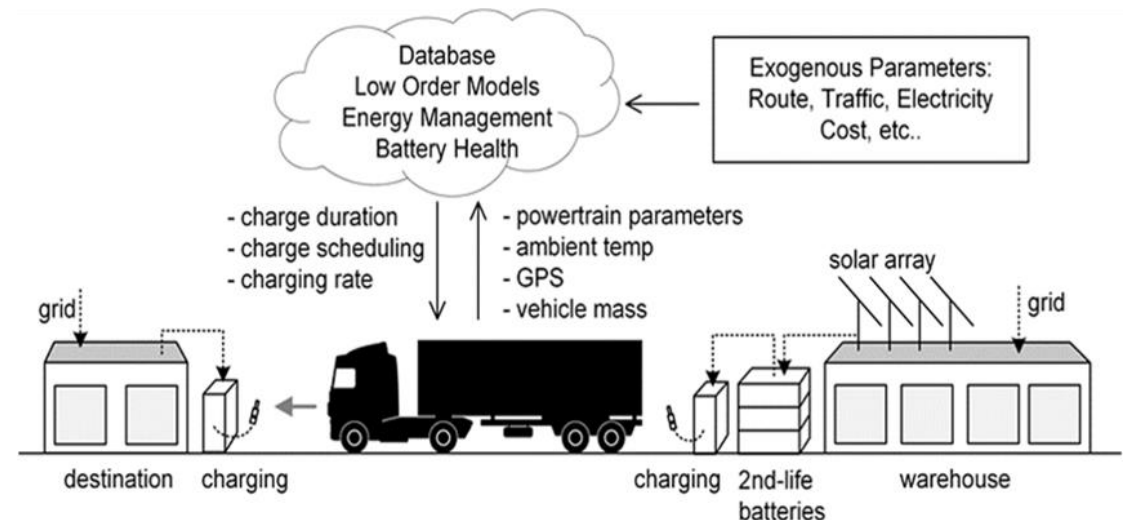 Database
Low Order Models
Energy Management
Battery Health
Exogenous Parameters:
Route, Traffic, Electricity
Cost, etc..
- charge duration
- charge scheduling
- charging rate
- powertrain parameters
- ambient temp
- GPS
- vehicle mass
solar array
grid
grid
destination
charging
charging
2nd-life
batteries
warehouse